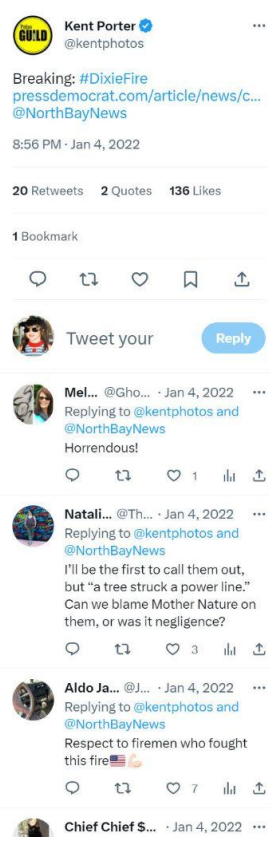 GUILD
Kent Porter
@kentphotos
Breaking: #DixieFire
pressdemocrat.com/article/news/c...
@NorthBayNews
8:56 PM · Jan 4, 2022
20 Retweets 2 Quotes 136 Likes
1 Bookmark
Tweet your
Reply
Mel... @Gho... · Jan 4, 2022
Replying to @kentphotos and
@NorthBayNews
Horrendous!
1
Natali... @Th... · Jan 4, 2022
Replying to @kentphotos and
@NorthBayNews
I'll be the first to call them out,
but “a tree struck a power line.”
Can we blame Mother Nature on
them, or was it negligence?
3
Aldo Ja... @J... · Jan 4, 2022
Replying to @kentphotos and
@NorthBayNews
Respect to firemen who fought
this fire🇺🇸💪🏻
7
Chief Chief $... · Jan 4, 2022